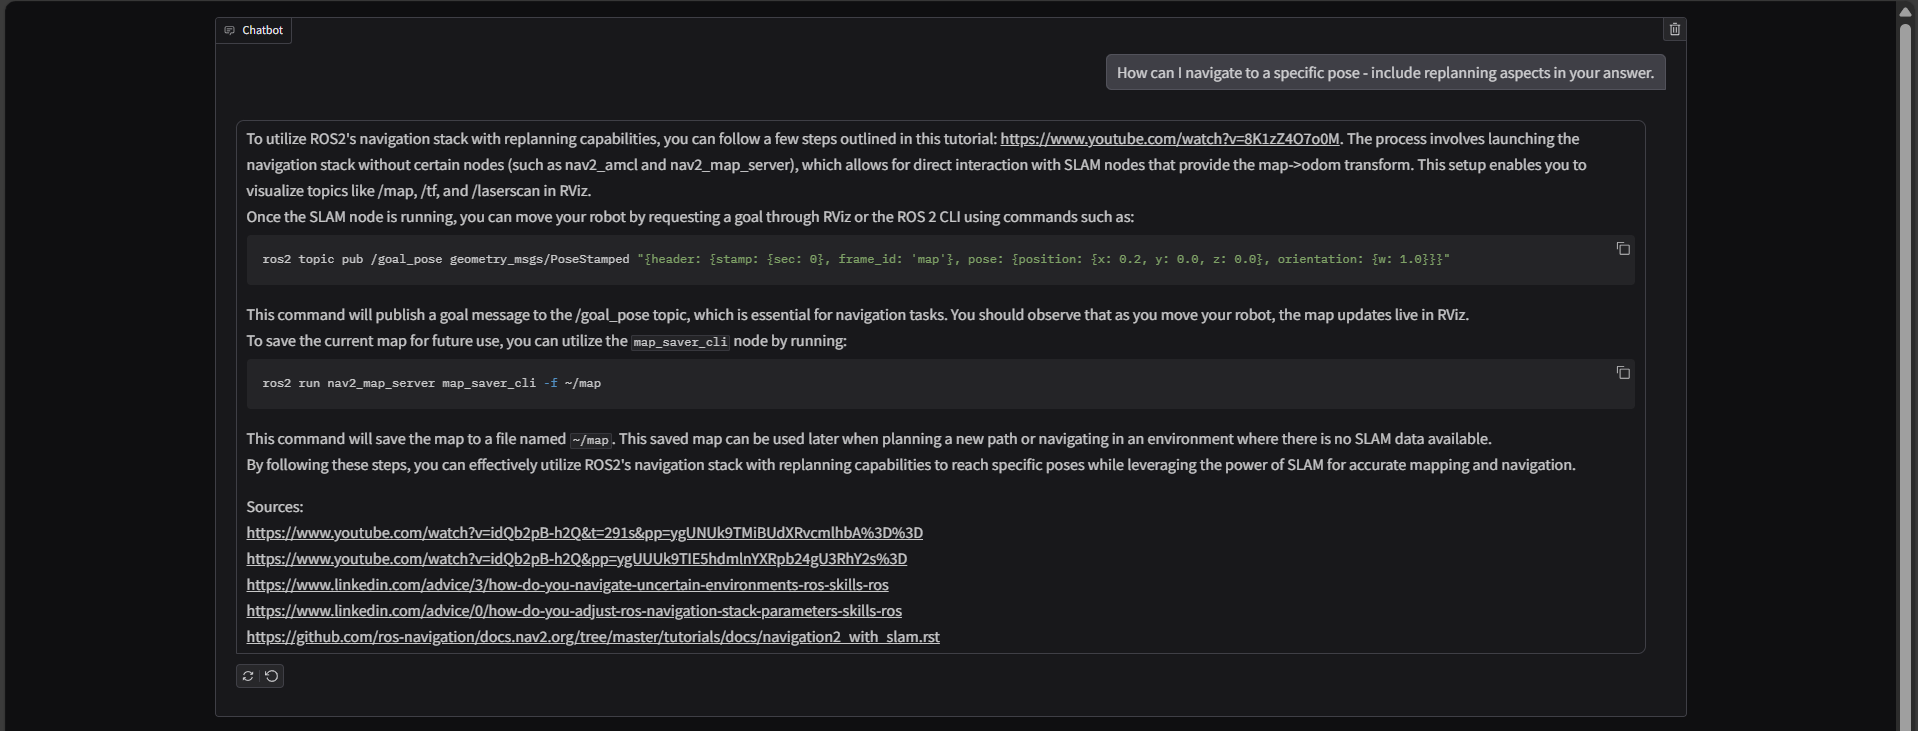 Chatbot
How can I navigate to a specific pose - include replanning aspects in your answer.
To utilize ROS2's navigation stack with replanning capabilities, you can follow a few steps outlined in this tutorial: https://www.youtube.com/watch?v=8K1zZ4O7o0M. The process involves launching the
navigation stack without certain nodes (such as nav2_amcl and nav2_map_server), which allows for direct interaction with SLAM nodes that provide the map->odom transform. This setup enables you to
visualize topics like /map, /tf, and /laserscan in RViz.
Once the SLAM node is running, you can move your robot by requesting a goal through RViz or the ROS 2 CLI using commands such as:
ros2 topic pub /goal_pose geometry_msgs/PoseStamped "{header: {stamp: {sec: 0}, frame_id: 'map'}, pose: {position: {x: 0.2, y: 0.0, z: 0.0}, orientation: {w: 1.0}}}"
This command will publish a goal message to the /goal_pose topic, which is essential for navigation tasks. You should observe that as you move your robot, the map updates live in RViz.
To save the current map for future use, you can utilize the map_saver_cli node by running:
ros2 run nav2_map_server map_saver_cli -f ~/map
This command will save the map to a file named ~/map. This saved map can be used later when planning a new path or navigating in an environment where there is no SLAM data available.
By following these steps, you can effectively utilize ROS2's navigation stack with replanning capabilities to reach specific poses while leveraging the power of SLAM for accurate mapping and navigation.
Sources:
https://www.youtube.com/watch?v=idQb2pB-h2Q&t=291s&pp=ygUNUk9TMiBUdXRvcmlhbA%3D%3D
https://www.youtube.com/watch?v=idQb2pB-h2Q&pp=ygUUUk9TIE5hdmlnYXRpb24gU3RhY2s%3D
https://www.linkedin.com/advice/3/how-do-you-navigate-uncertain-environments-ros-skills-ros
https://www.linkedin.com/advice/0/how-do-you-adjust-ros-navigation-stack-parameters-skills-ros
https://github.com/ros-navigation/docs.nav2.org/tree/master/tutorials/docs/navigation2_with_slam.rst